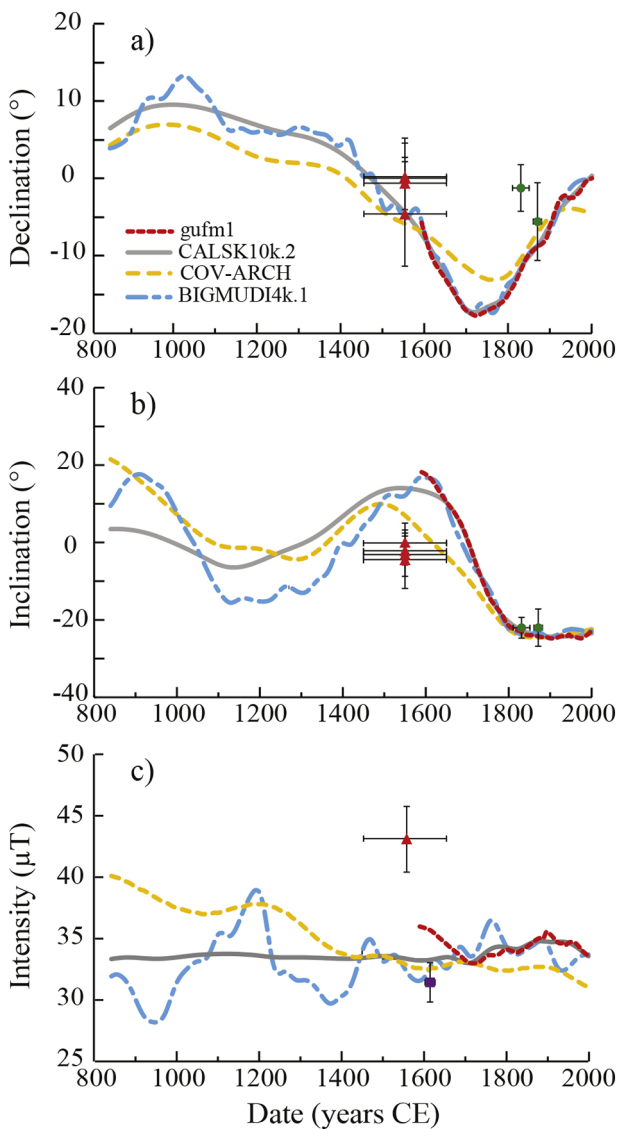 a)
Declination (°)
20
10
0
-10
-20
gufm1
CALSK10k.2
COV-ARCH
BIGMUDI4k.1
800 1000 1200 1400 1600 1800 2000
b)
Inclination (°)
40
20
0
-20
-40
800 1000 1200 1400 1600 1800 2000
c)
Intensity (µT)
50
45
40
35
30
25
800 1000 1200 1400 1600 1800 2000
Date (years CE)